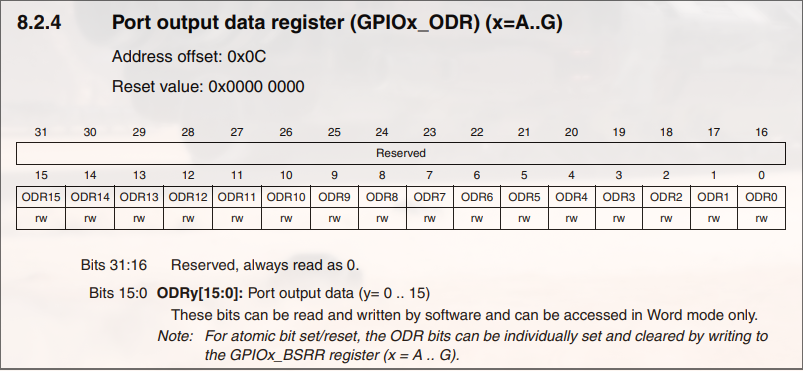 8.2.4 Port output data register (GPIOx_ODR) (x=A..G)
Address offset: 0x0C
Reset value: 0x0000 0000
31 30 29 28 27 26 25 24 23 22 21 20 19 18 17 16
Reserved
15 14 13 12 11 10 9 8 7 6 5 4 3 2 1 0
ODR15 ODR14 ODR13 ODR12 ODR11 ODR10 ODR9 ODR8 ODR7 ODR6 ODR5 ODR4 ODR3 ODR2 ODR1 ODR0
rw rw rw rw rw rw rw rw rw rw rw rw rw rw rw rw
Bits 31:16 Reserved, always read as 0.
Bits 15:0 ODRy[15:0]: Port output data (y= 0 .. 15)
These bits can be read and written by software and can be accessed in Word mode only.
Note: For atomic bit set/reset, the ODR bits can be individually set and cleared by writing to
the GPIOx_BSRR register (x = A .. G).